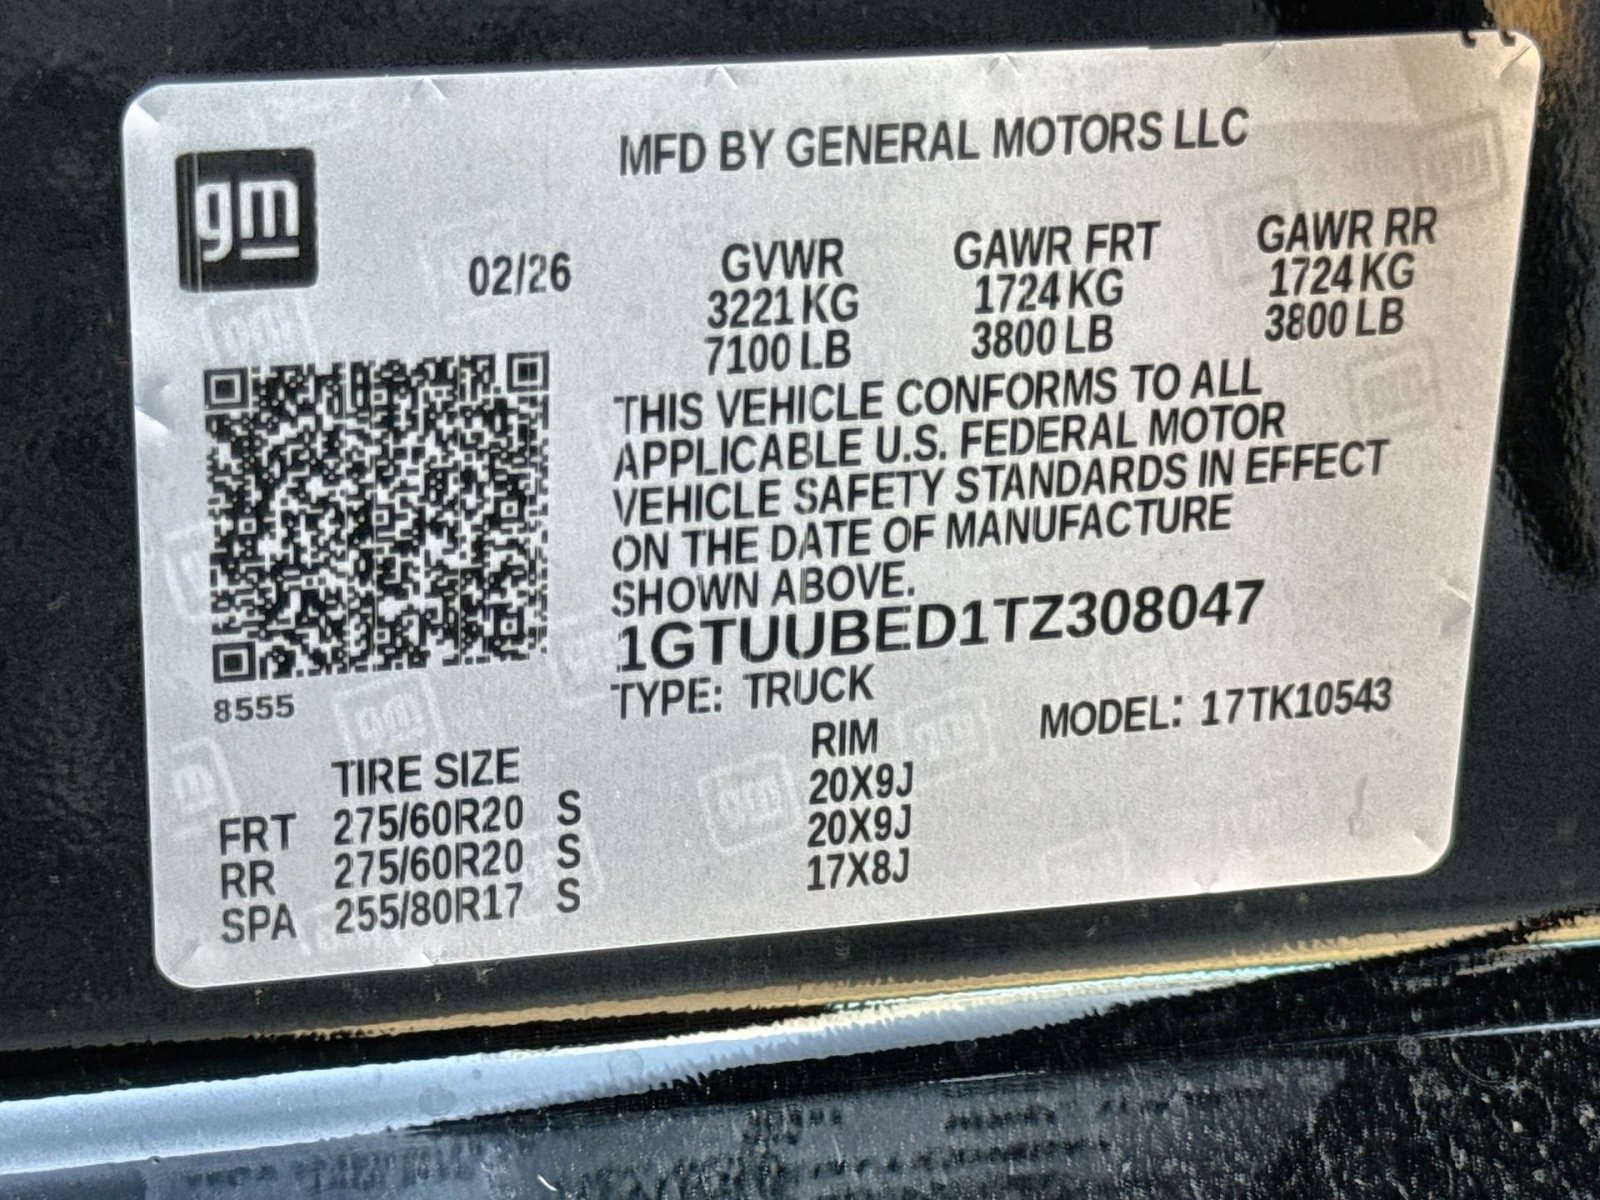 gm
MFD BY GENERAL MOTORS LLC
02/26
GVWR GAWR FRT GAWR RR
3221 KG 1724 KG 1724 KG
7100 LB 3800 LB 3800 LB
THIS VEHICLE CONFORMS TO ALL
APPLICABLE U.S. FEDERAL MOTOR
VEHICLE SAFETY STANDARDS IN EFFECT
ON THE DATE OF MANUFACTURE
SHOWN ABOVE.
1GTUUBED1TZ308047
TYPE: TRUCK MODEL: 17TK10543
8555
TIRE SIZE RIM
FRT 275/60R20 S 20X9J
RR 275/60R20 S 20X9J
SPA 255/80R17 S 17X8J